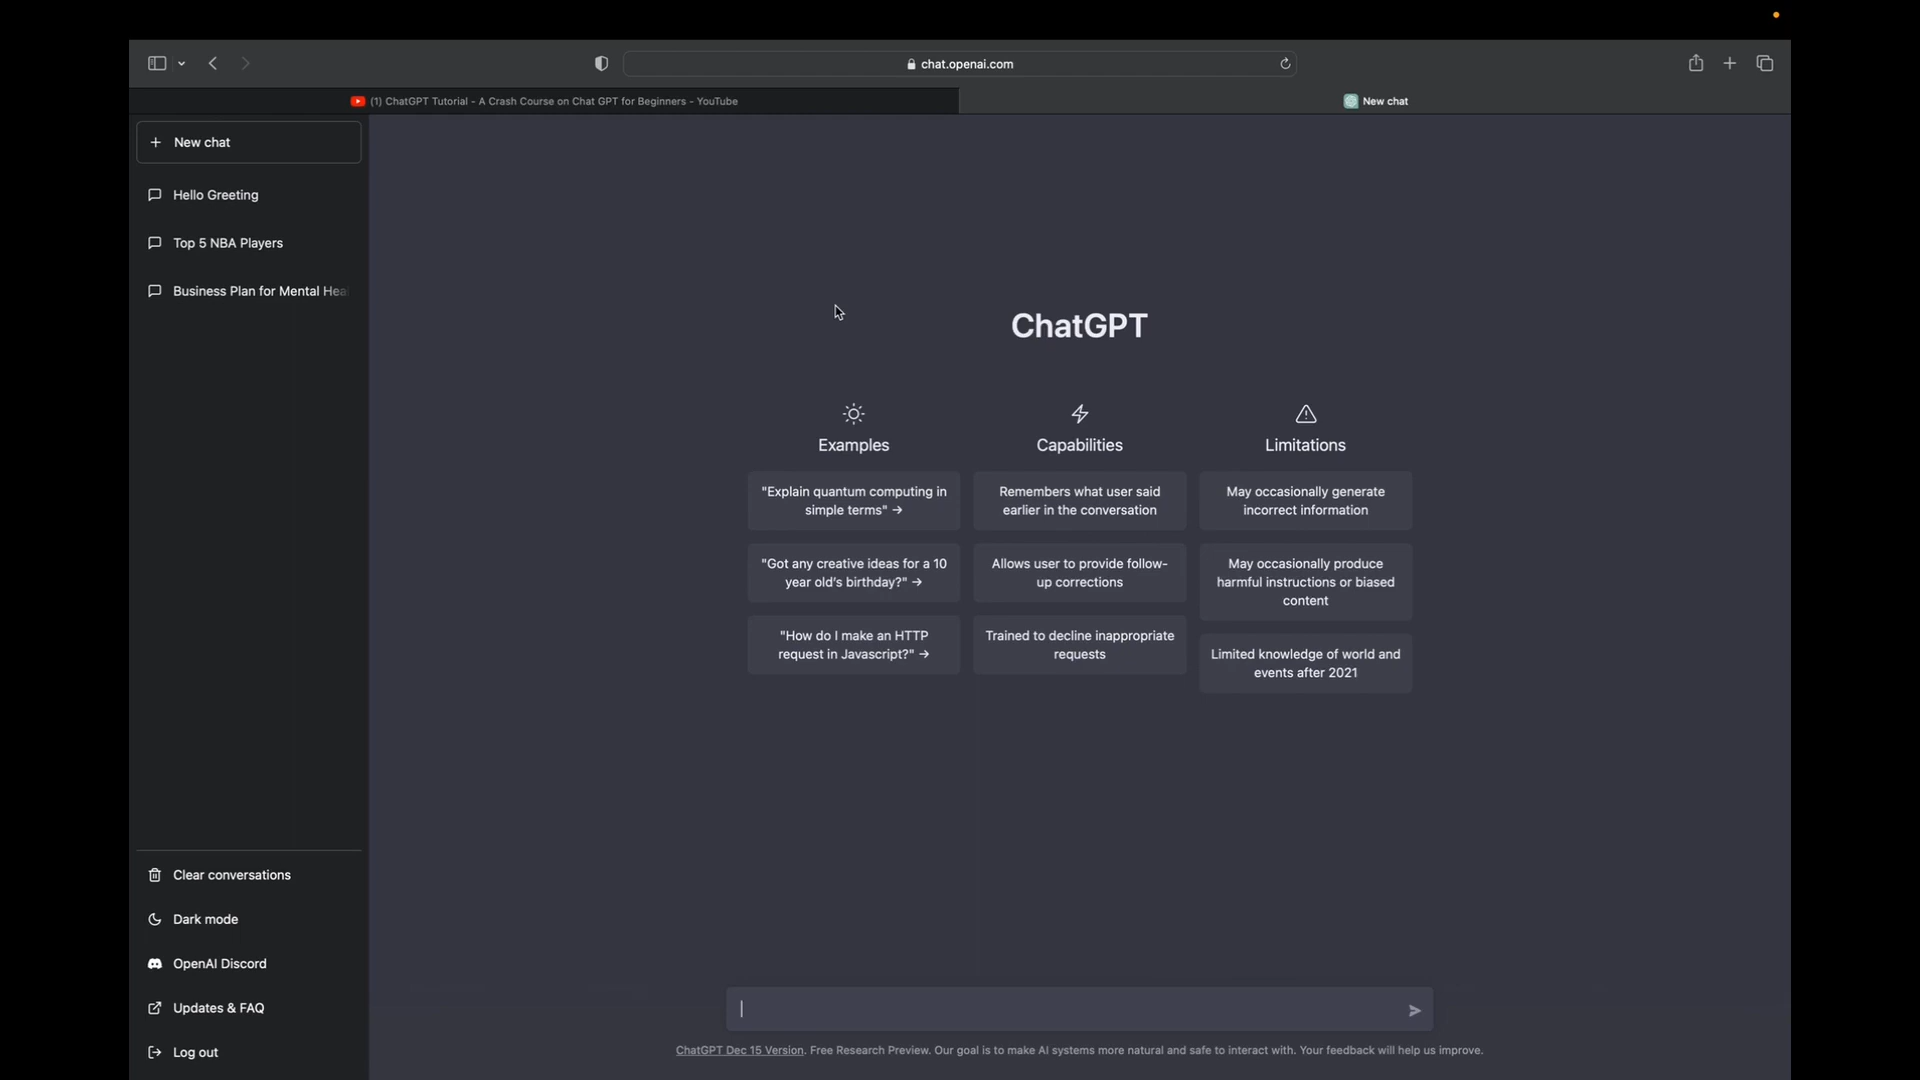 chat.openai.com
(1) ChatGPT Tutorial - A Crash Course on Chat GPT for Beginners - YouTube
New chat
New chat
Hello Greeting
Top 5 NBA Players
Business Plan for Mental Hea
ChatGPT
Examples
"Explain quantum computing in
simple terms" →
"Got any creative ideas for a 10
year old's birthday?" →
"How do I make an HTTP
request in Javascript?" →
Capabilities
Remembers what user said
earlier in the conversation
Allows user to provide follow-
up corrections
Trained to decline inappropriate
requests
Limitations
May occasionally generate
incorrect information
May occasionally produce
harmful instructions or biased
content
Limited knowledge of world and
events after 2021
Clear conversations
Dark mode
OpenAI Discord
Updates & FAQ
Log out
ChatGPT Dec 15 Version. Free Research Preview. Our goal is to make AI systems more natural and safe to interact with. Your feedback will help us improve.